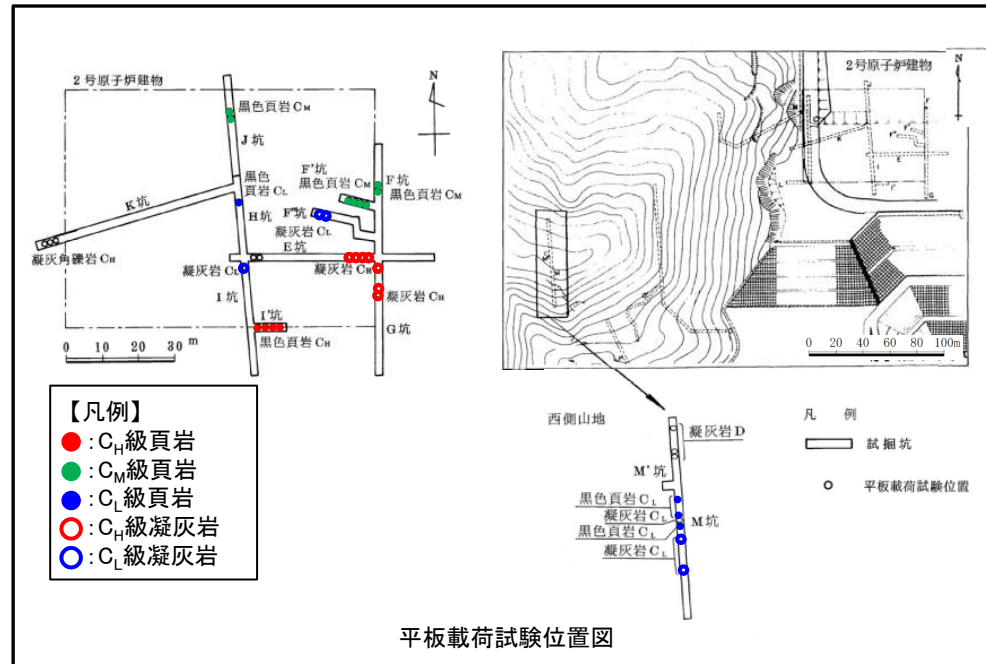 2号原子炉建物
黒色頁岩 CM
N
J坑
黒色
頁岩 CL
F'坑
黒色頁岩 CM
F坑
黒色頁岩 CM
K坑
H坑
F"坑
凝灰岩
CL
E坑
凝灰角礫岩 CH
凝灰岩 CL
凝灰岩 CH
凝灰岩 CH
I坑
I'坑
黒色頁岩 CH
G坑
0 10 20 30 m
【凡例】
:CH級頁岩
:CM級頁岩
:CL級頁岩
:CH級凝灰岩
:CL級凝灰岩
2号原子炉建物
N
K
F'
F"
F
E
L
I
I'
G
M
0 20 40 60 80 100m
西側山地
凝灰岩 D
M'坑
黒色頁岩 CL
凝灰岩 CL
M坑
黒色頁岩 CL
凝灰岩 CL
凡 例
試掘坑
平板載荷試験位置
平板載荷試験位置図